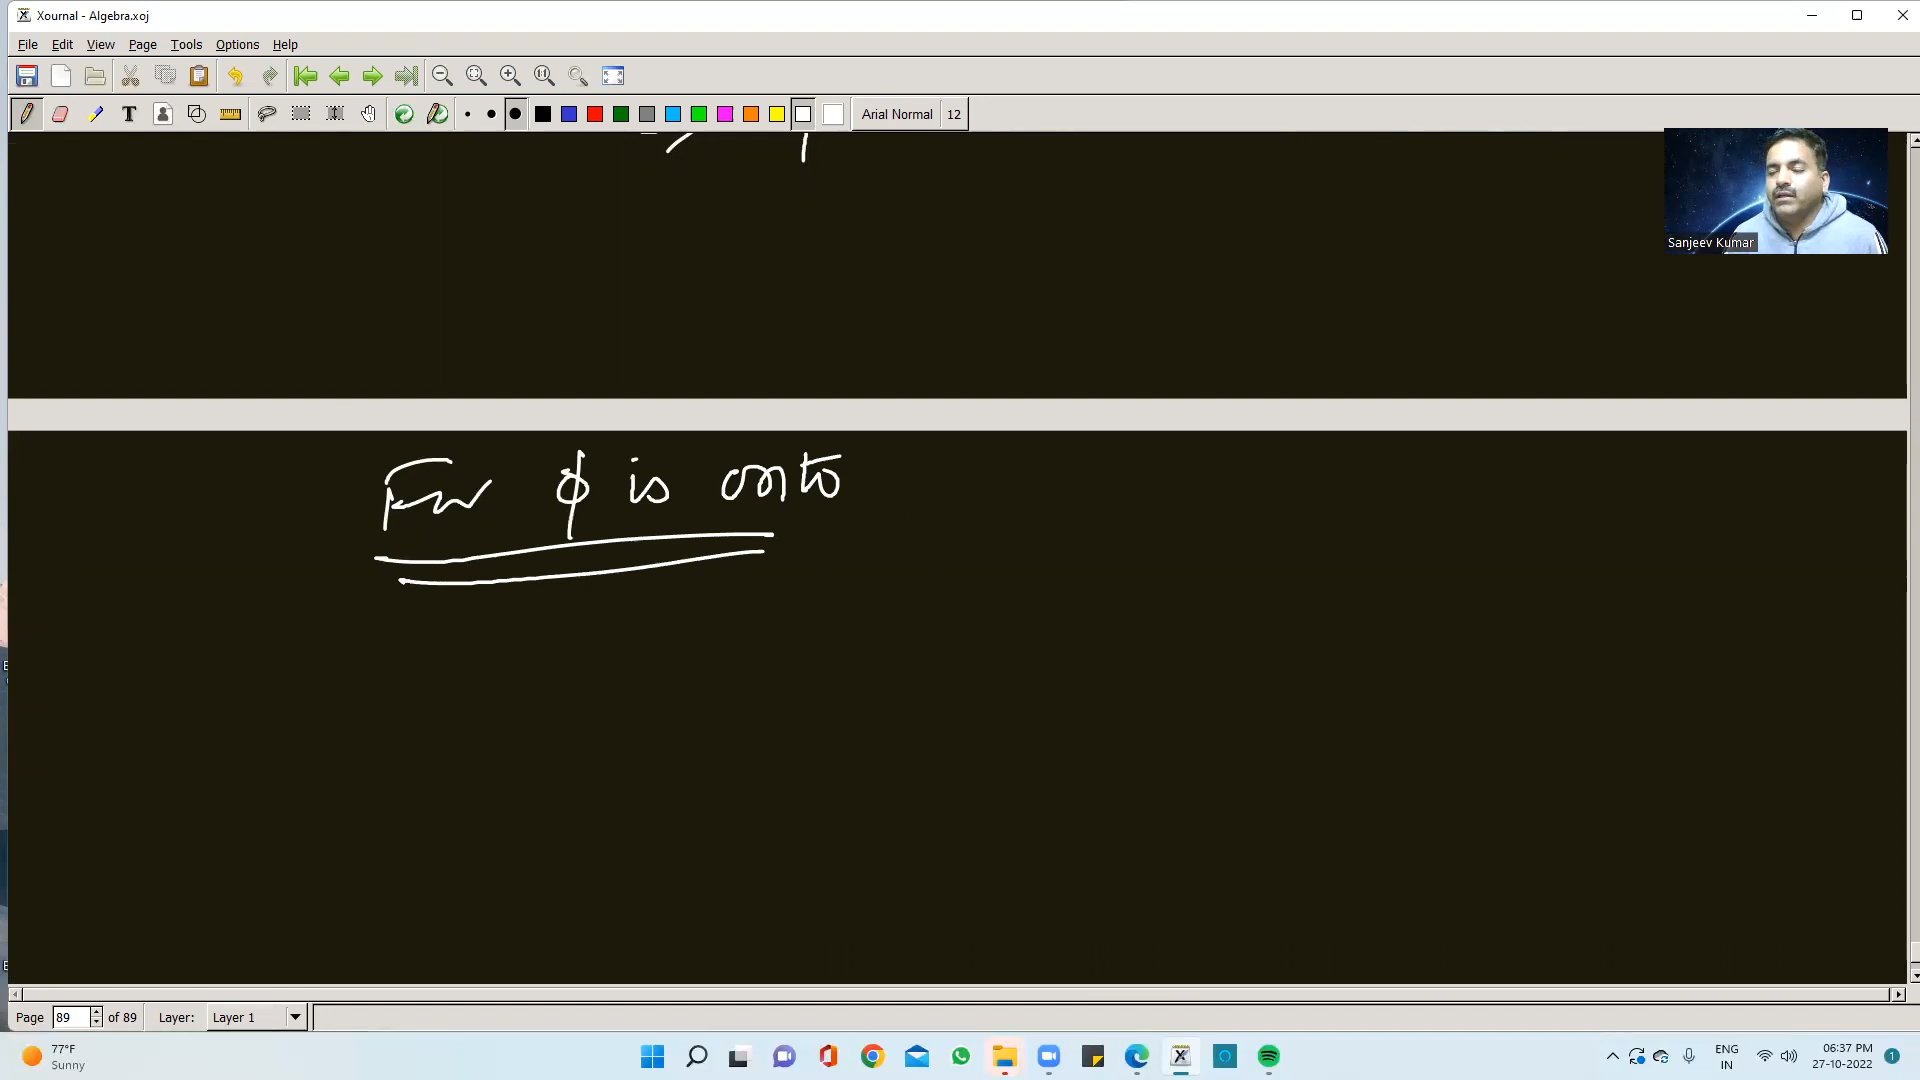 Xournal - Algebra.xoj
File Edit View Page Tools Options Help
Arial Normal 12
Sanjeev Kumar
For φ is onto
Page 89 of 89 Layer: Layer 1
77°F
Sunny
ENG
IN
06:37 PM
27-10-2022
1